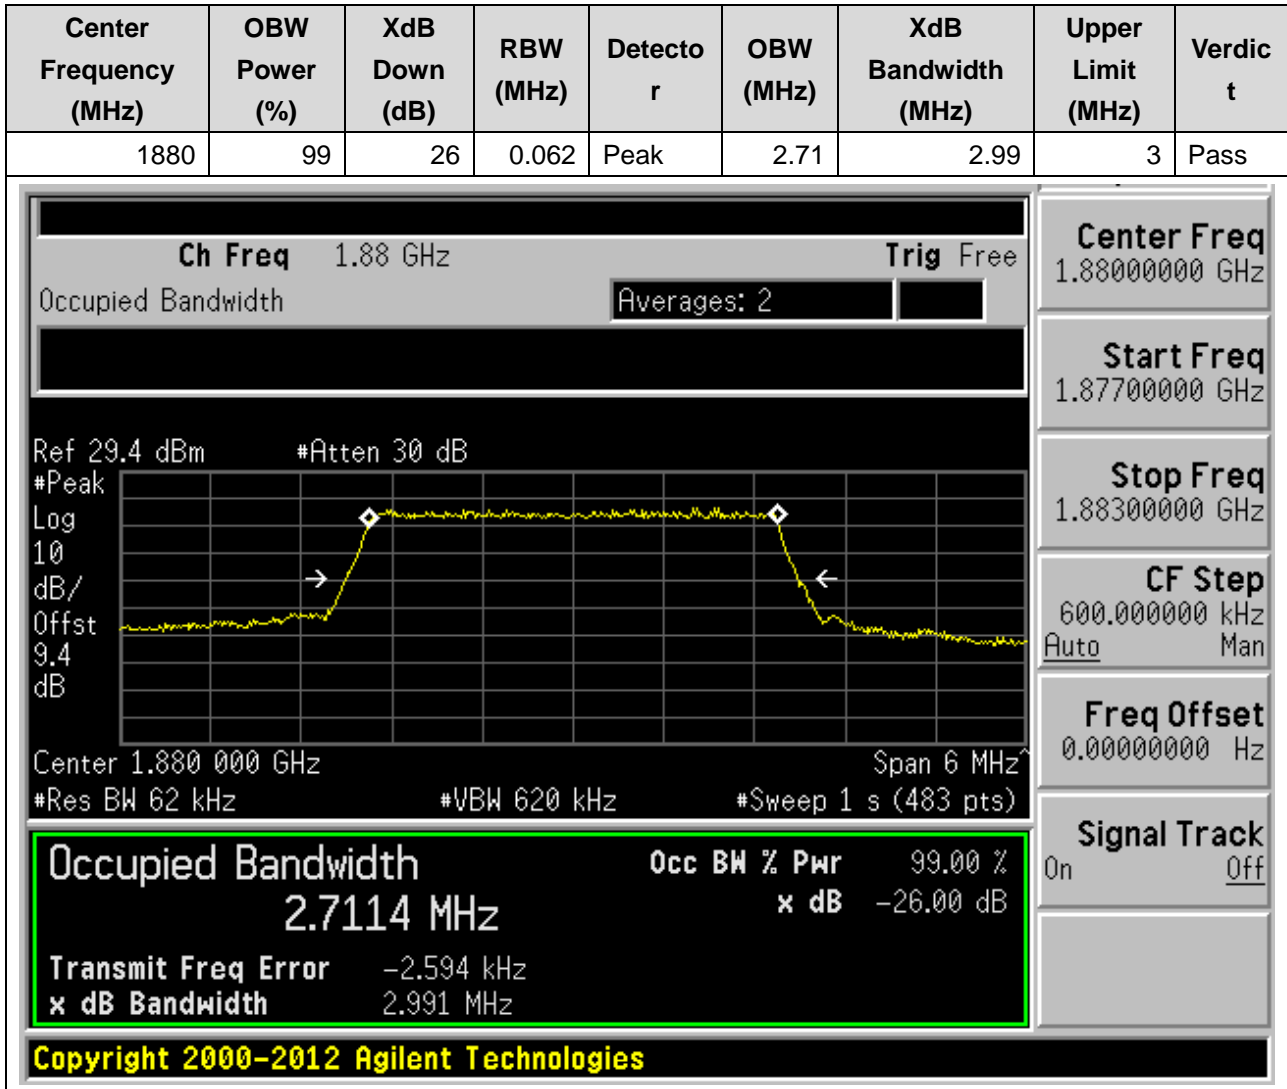 Center Frequency (MHz) OBW Power (%) XdB Down (dB) RBW (MHz) Detecto r OBW (MHz) XdB Bandwidth (MHz) Upper Limit (MHz) Verdic t
1880 99 26 0.062 Peak 2.71 2.99 3 Pass
Ch Freq 1.88 GHz Trig Free
Occupied Bandwidth Averages: 2
Ref 29.4 dBm #Atten 30 dB
#Peak
Log
10
dB/
Offst
9.4
dB
Center 1.880 000 GHz Span 6 MHz^
#Res BW 62 kHz #VBW 620 kHz #Sweep 1 s (483 pts)
Occupied Bandwidth Occ BW % Pwr 99.00 %
2.7114 MHz x dB -26.00 dB
Transmit Freq Error -2.594 kHz
x dB Bandwidth 2.991 MHz
Copyright 2000-2012 Agilent Technologies
Center Freq
1.88000000 GHz
Start Freq
1.87700000 GHz
Stop Freq
1.88300000 GHz
CF Step
600.000000 kHz
Auto Man
Freq Offset
0.00000000 Hz
Signal Track
On Off